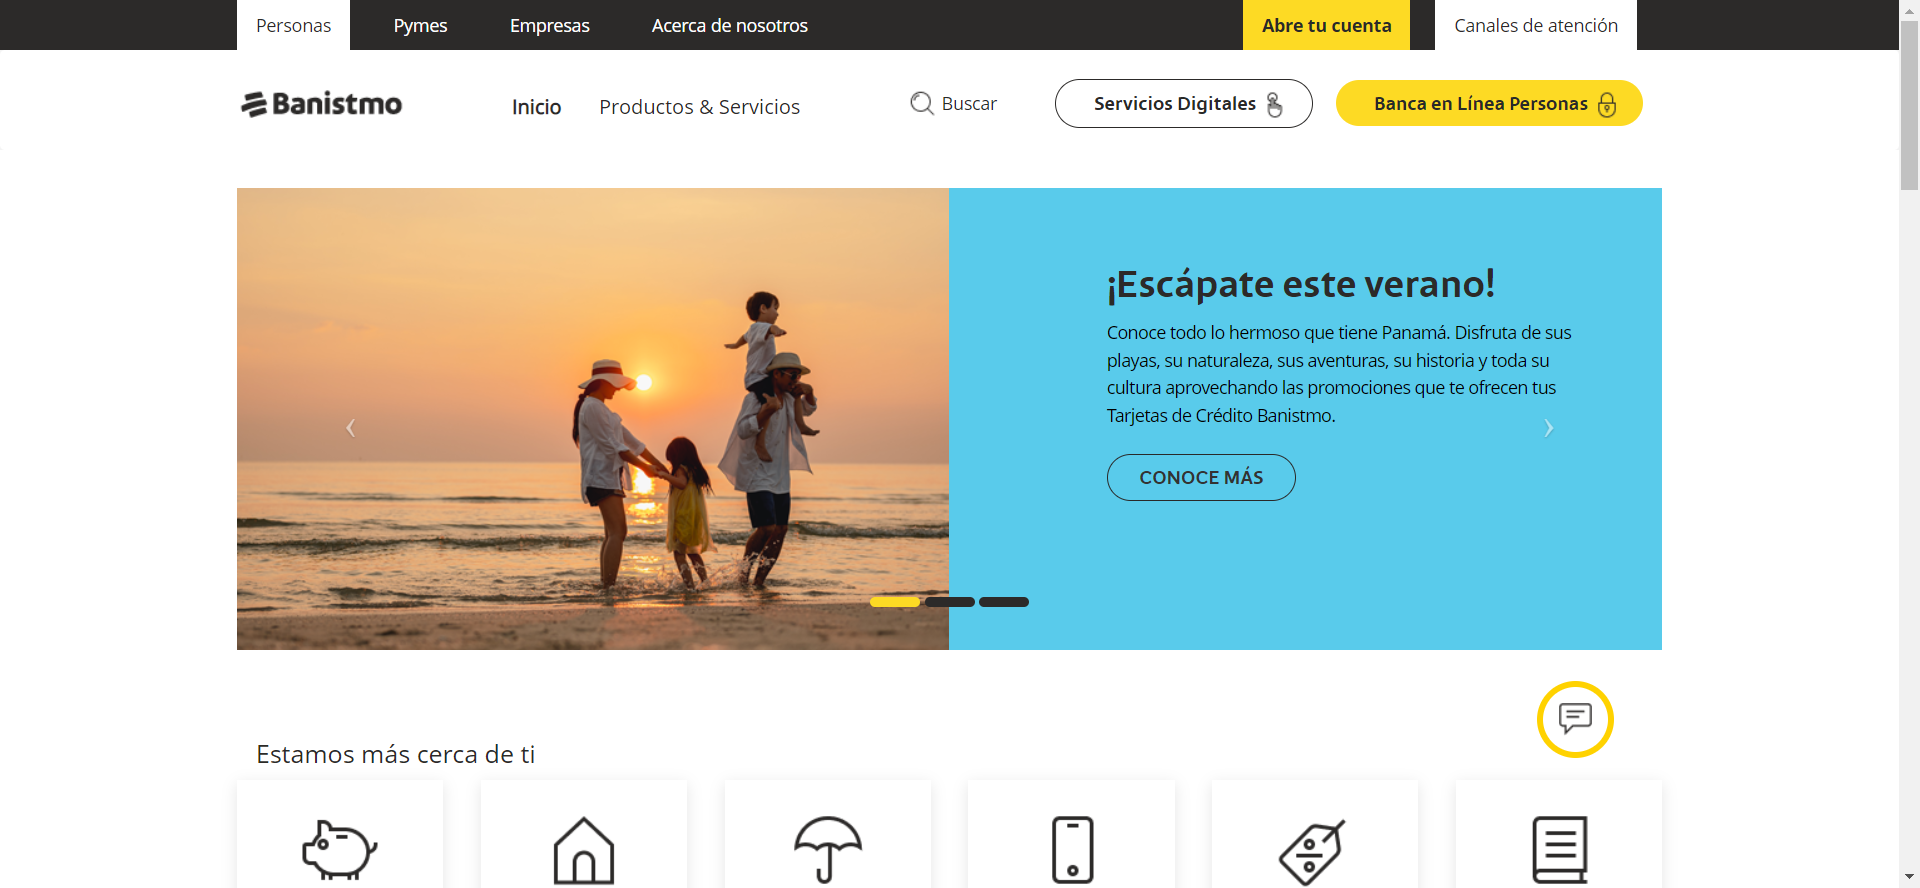 Personas
Pymes
Empresas
Acerca de nosotros
Abre tu cuenta
Canales de atención
Banistmo
Inicio
Productos & Servicios
Buscar
Servicios Digitales
Banca en Línea Personas
¡Escápate este verano!
Conoce todo lo hermoso que tiene Panamá. Disfruta de sus
playas, su naturaleza, sus aventuras, su historia y toda su
cultura aprovechando las promociones que te ofrecen tus
Tarjetas de Crédito Banistmo.
CONOCE MÁS
Estamos más cerca de ti